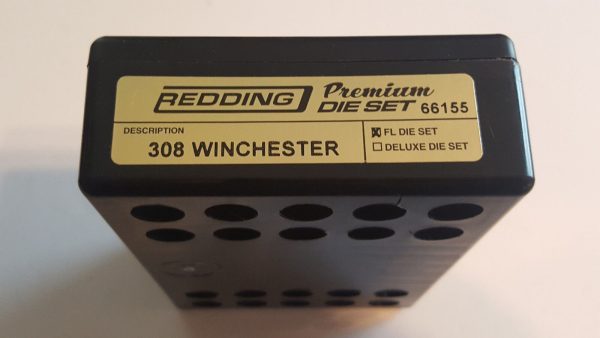 REDDING Premium
DIE SET 66155
DESCRIPTION
308 WINCHESTER
FL DIE SET
DELUXE DIE SET